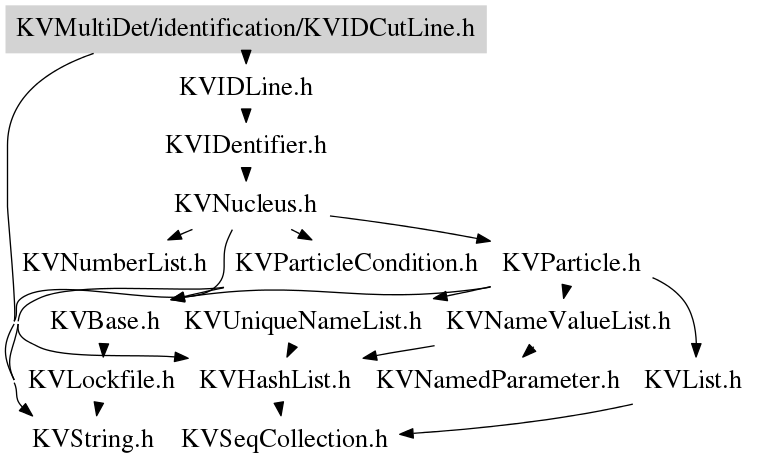 KVMultiDet/identification/KVIDCutLine.h
KVIDLine.h
KVIDentifier.h
KVNucleus.h
KVNumberList.h KVParticleCondition.h KVParticle.h
KVBase.h KVUniqueNameList.h KVNameValueList.h
KVLockfile.h KVHashList.h KVNamedParameter.h KVList.h
KVString.h KVSeqCollection.h